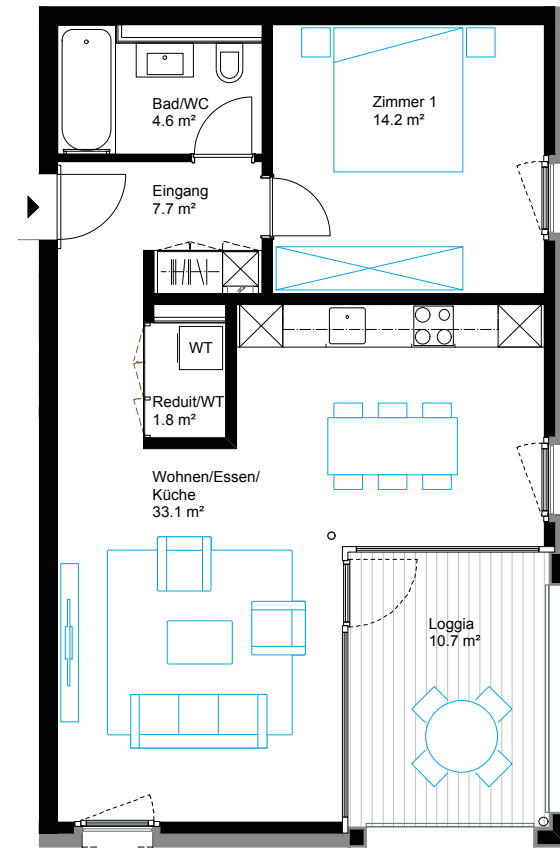 Bad/WC
4.6 m²
Zimmer 1
14.2 m²
Eingang
7.7 m²
WT
Reduit/WT
1.8 m²
Wohnen/Essen/
Küche
33.1 m²
Loggia
10.7 m²